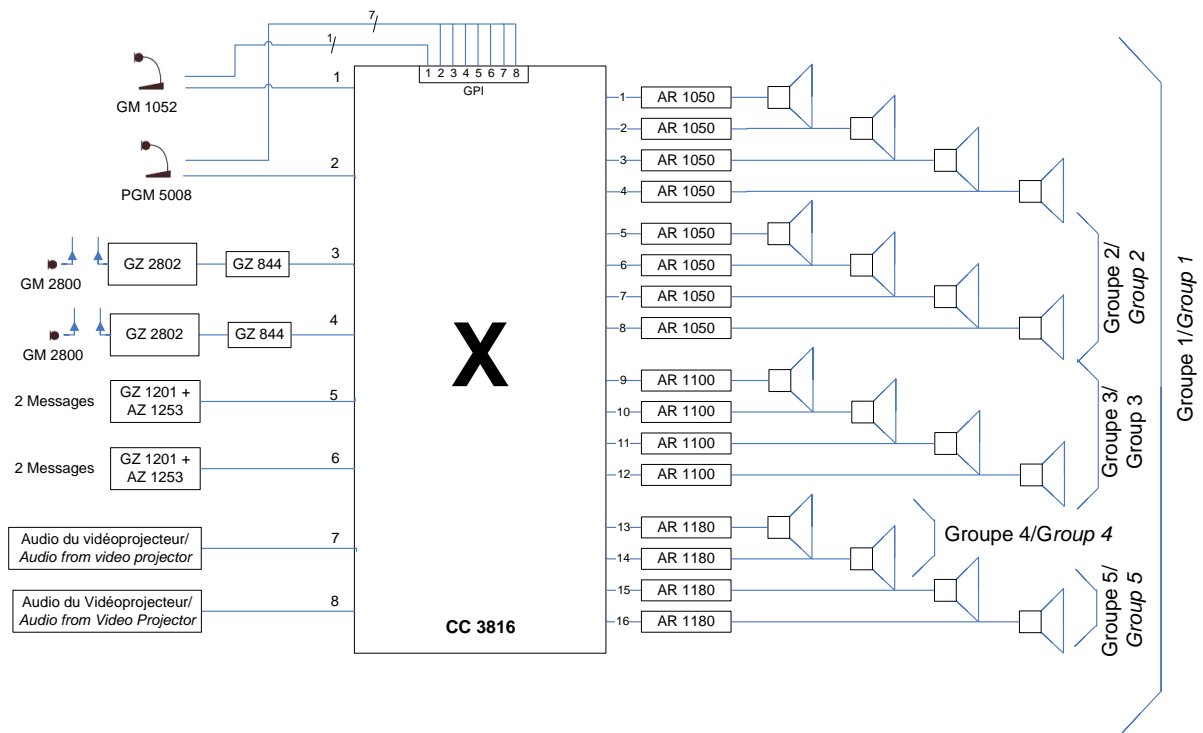 7
1
1 2 3 4 5 6 7 8
GPI
GM 1052
1
PGM 5008
2
GM 2800
GZ 2802
GZ 844
3
GM 2800
GZ 2802
GZ 844
4
2 Messages
GZ 1201 +
AZ 1253
5
2 Messages
GZ 1201 +
AZ 1253
6
Audio du vidéoprojecteur/
Audio from video projector
7
Audio du Vidéoprojecteur/
Audio from Video Projector
8
X
CC 3816
1 AR 1050
2 AR 1050
3 AR 1050
4 AR 1050
5 AR 1050
6 AR 1050
7 AR 1050
8 AR 1050
9 AR 1100
10 AR 1100
11 AR 1100
12 AR 1100
13 AR 1180
14 AR 1180
15 AR 1180
16 AR 1180
Groupe 2/
Group 2
Groupe 3/
Group 3
Groupe 4/Group 4
Groupe 5/
Group 5
Groupe 1/Group 1